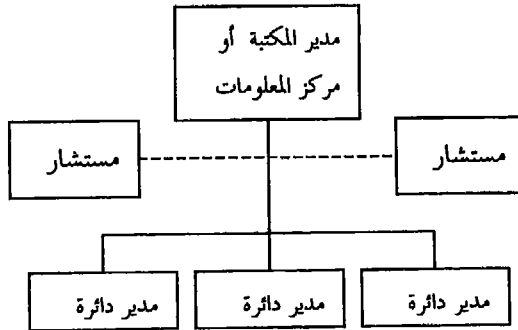 مدير المكتبة أو
مركز المعلومات
مستشار
مستشار
مدير دائرة
مدير دائرة
مدير دائرة